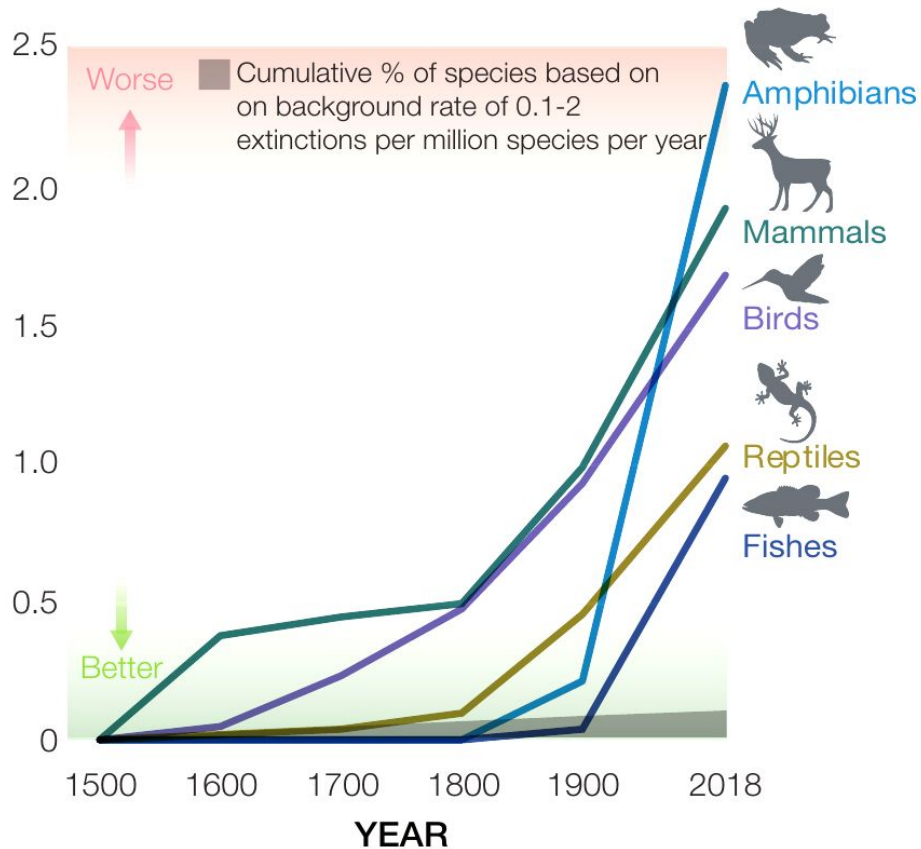 2.5
Worse
Cumulative % of species based on
on background rate of 0.1-2
extinctions per million species per year
Amphibians
2.0
Mammals
1.5
Birds
1.0
Reptiles
Fishes
0.5
Better
0
1500 1600 1700 1800 1900 2018
YEAR